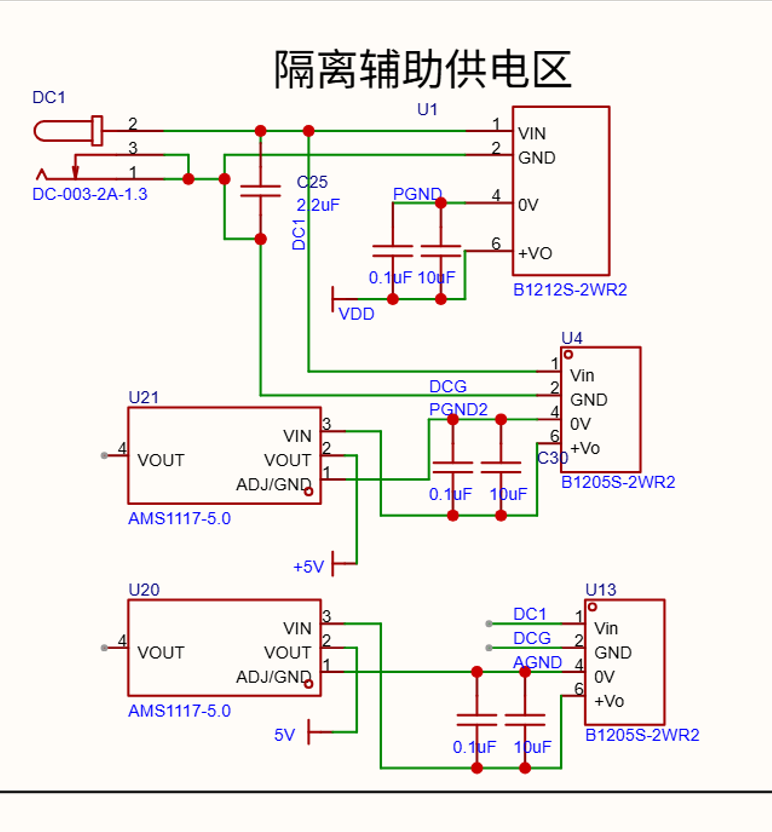 隔离辅助供电区
DC1
2
3
1
DC-003-2A-1.3
C25
2.2uF
DC1
U1
1
VIN
2
GND
4
0V
6
+VO
B1212S-2WR2
PGND
0.1uF
10uF
VDD
U4
1
Vin
2
GND
4
0V
6
+Vo
B1205S-2WR2
DCG
PGND2
C30
0.1uF
10uF
U21
4
VOUT
VIN
3
VOUT
2
ADJ/GND
1
AMS1117-5.0
+5V
U20
4
VOUT
VIN
3
VOUT
2
ADJ/GND
1
AMS1117-5.0
5V
U13
DC1
1
Vin
DCG
2
GND
AGND
4
0V
6
+Vo
B1205S-2WR2
0.1uF
10uF